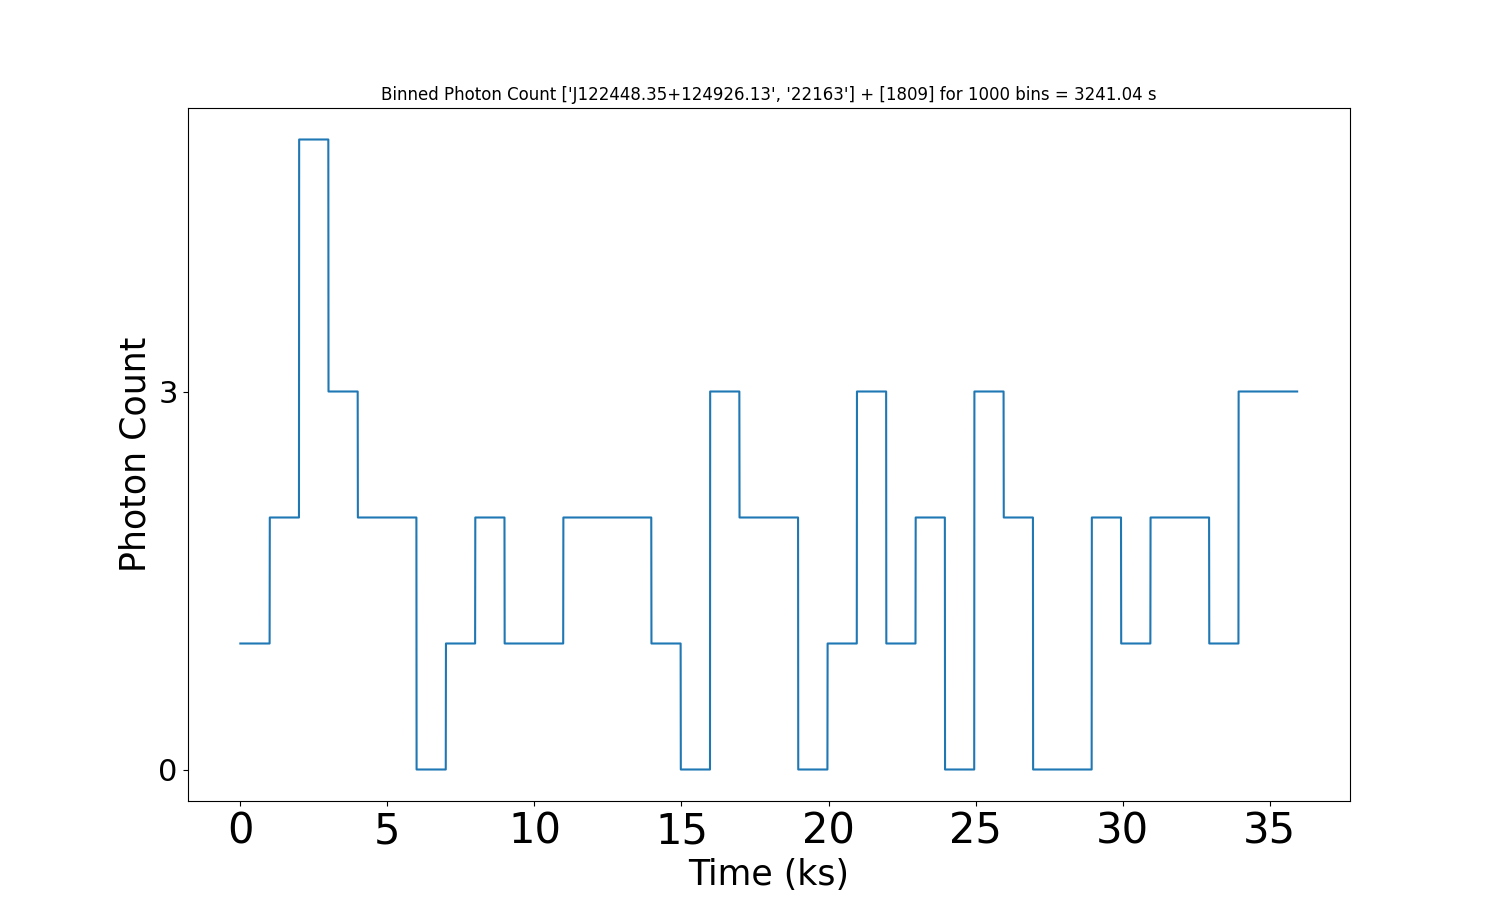 Binned Photon Count ['J122448.35+124926.13', '22163'] + [1809] for 1000 bins = 3241.04 s
Photon Count
3
0
0 5 10 15 20 25 30 35
Time (ks)